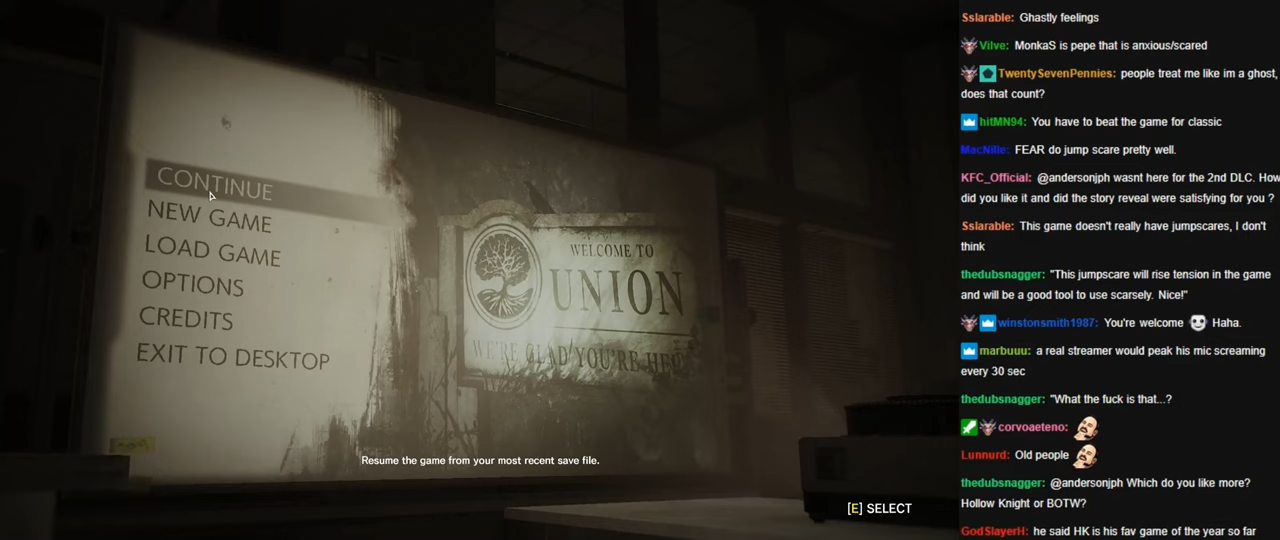 CONTINUE
NEW GAME
LOAD GAME
OPTIONS
CREDITS
EXIT TO DESKTOP
WELCOME TO
UNION
WE'RE GLAD YOU'RE HERE
Resume the game from your most recent save file.
[E] SELECT
Sslarable: Ghastly feelings
Vilve: MonkaS is pepe that is anxious/scared
TwentySevenPennies: people treat me like im a ghost,
does that count?
hitMN94: You have to beat the game for classic
MacNille: FEAR do jump scare pretty well.
KFC_Official: @andersonjph wasnt here for the 2nd DLC. How
did you like it and did the story reveal were satisfying for you ?
Sslarable: This game doesn't really have jumpscares, I don't
think
thedubsnagger: "This jumpscare will rise tension in the game
and will be a good tool to use scarsely. Nice!"
winstonsmith1987: You're welcome Haha.
marbuuu: a real streamer would peak his mic screaming
every 30 sec
thedubsnagger: "What the fuck is that...?
corvoaeteno:
Lunnurd: Old people
thedubsnagger: @andersonjph Which do you like more?
Hollow Knight or BOTW?
GodSlayerH: he said HK is his fav game of the year so far